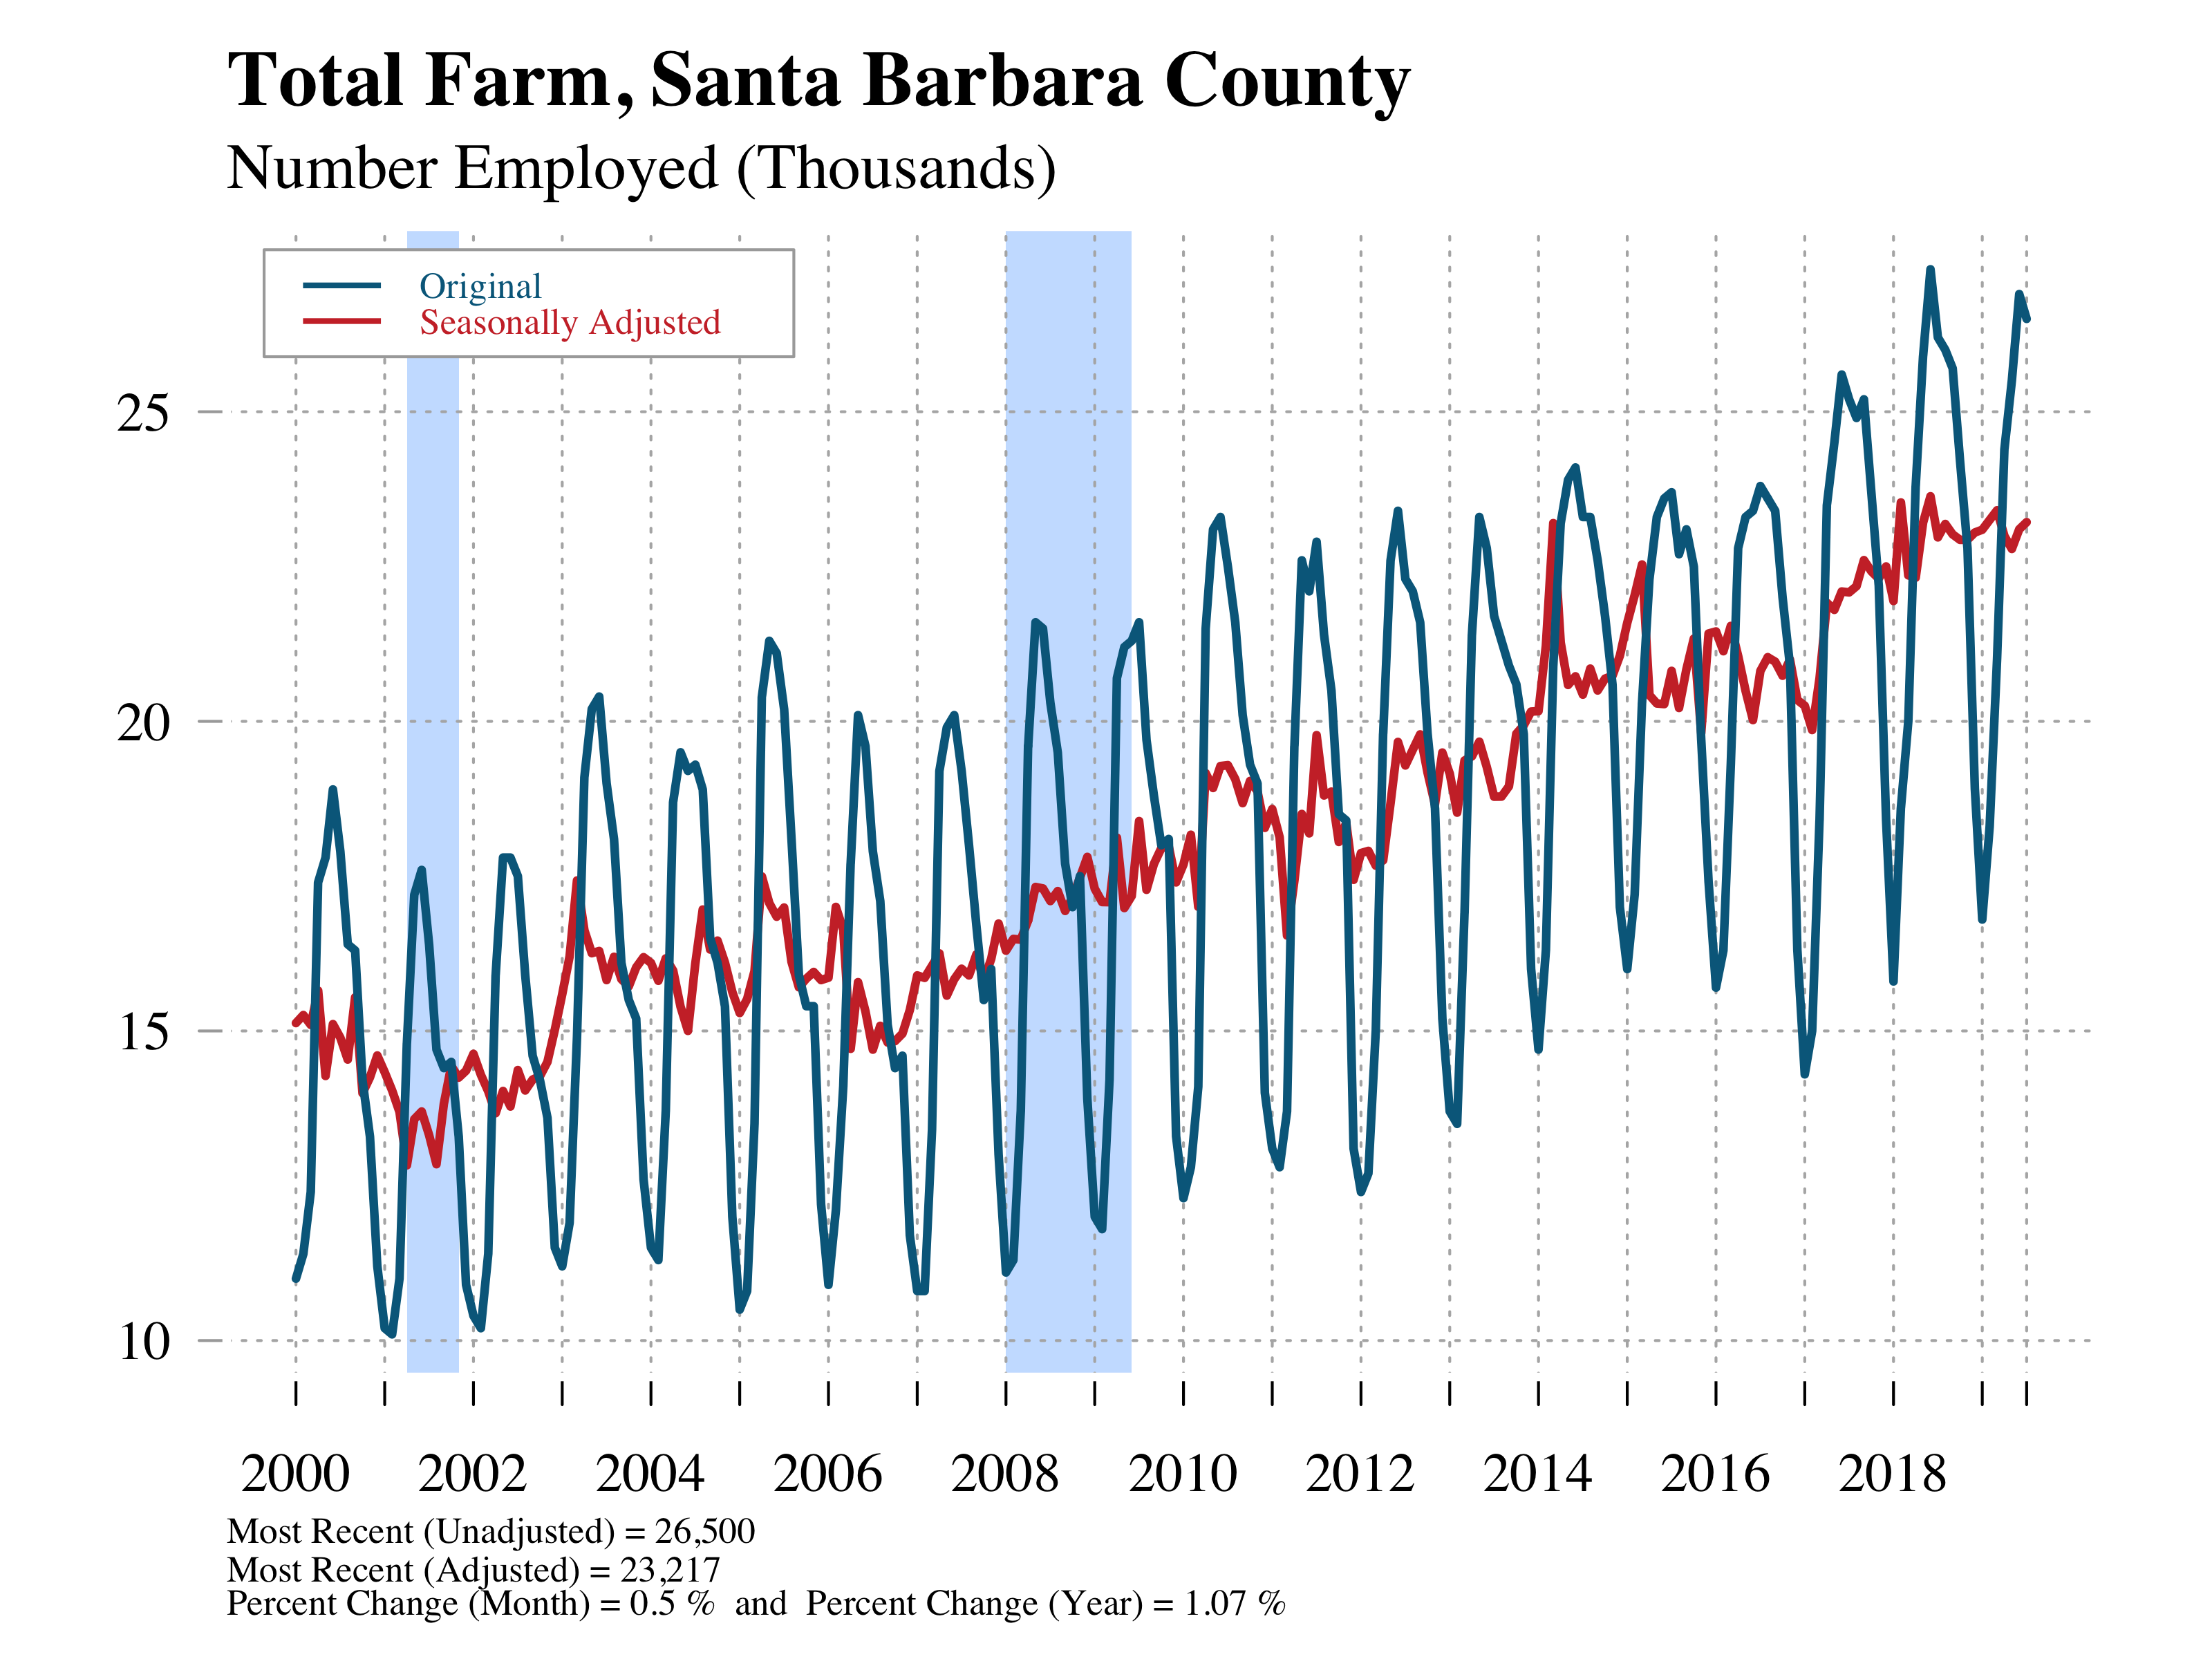 Total Farm, Santa Barbara County
Number Employed (Thousands)
Original
Seasonally Adjusted
25
20
15
10
2000 2002 2004 2006 2008 2010 2012 2014 2016 2018
Most Recent (Unadjusted) = 26,500
Most Recent (Adjusted) = 23,217
Percent Change (Month) = 0.5 % and Percent Change (Year) = 1.07 %